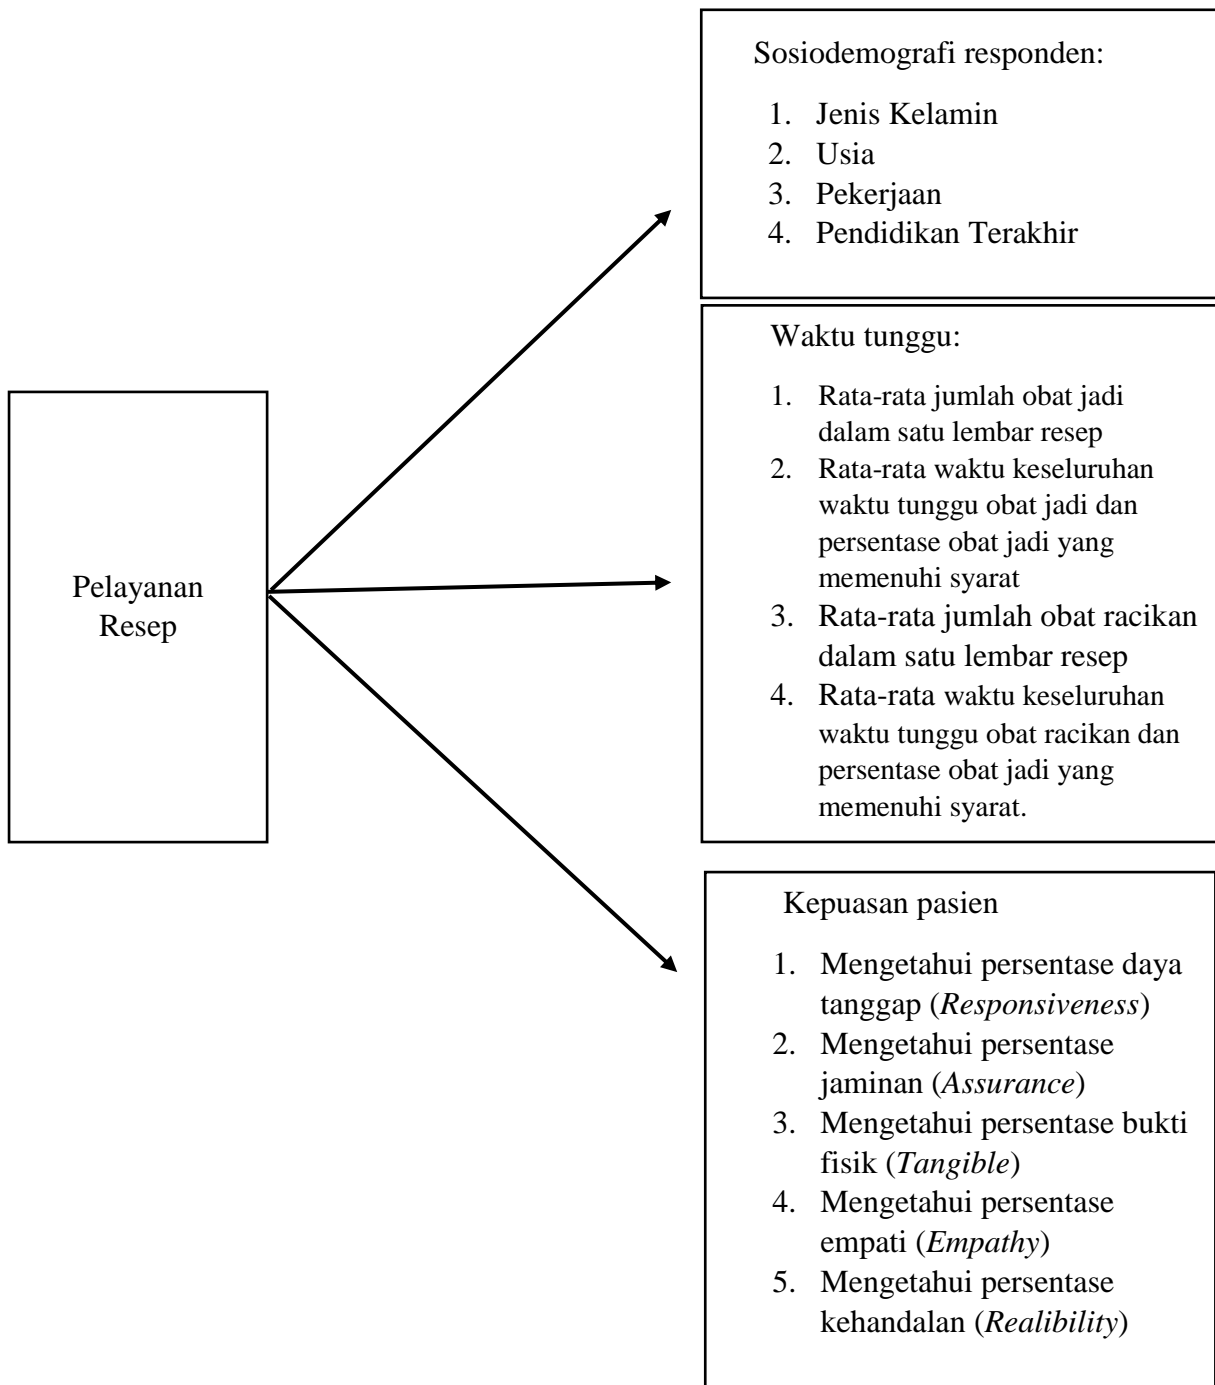 Sosiodemografi responden:
1. Jenis Kelamin
2. Usia
3. Pekerjaan
4. Pendidikan Terakhir
Waktu tunggu:
1. Rata-rata jumlah obat jadi
dalam satu lembar resep
2. Rata-rata waktu keseluruhan
waktu tunggu obat jadi dan
persentase obat jadi yang
memenuhi syarat
3. Rata-rata jumlah obat racikan
dalam satu lembar resep
4. Rata-rata waktu keseluruhan
waktu tunggu obat racikan dan
persentase obat jadi yang
memenuhi syarat.
Pelayanan
Resep
Kepuasan pasien
1. Mengetahui persentase daya
tanggap (Responsiveness)
2. Mengetahui persentase
jaminan (Assurance)
3. Mengetahui persentase bukti
fisik (Tangible)
4. Mengetahui persentase
empati (Empathy)
5. Mengetahui persentase
kehandalan (Realibility)